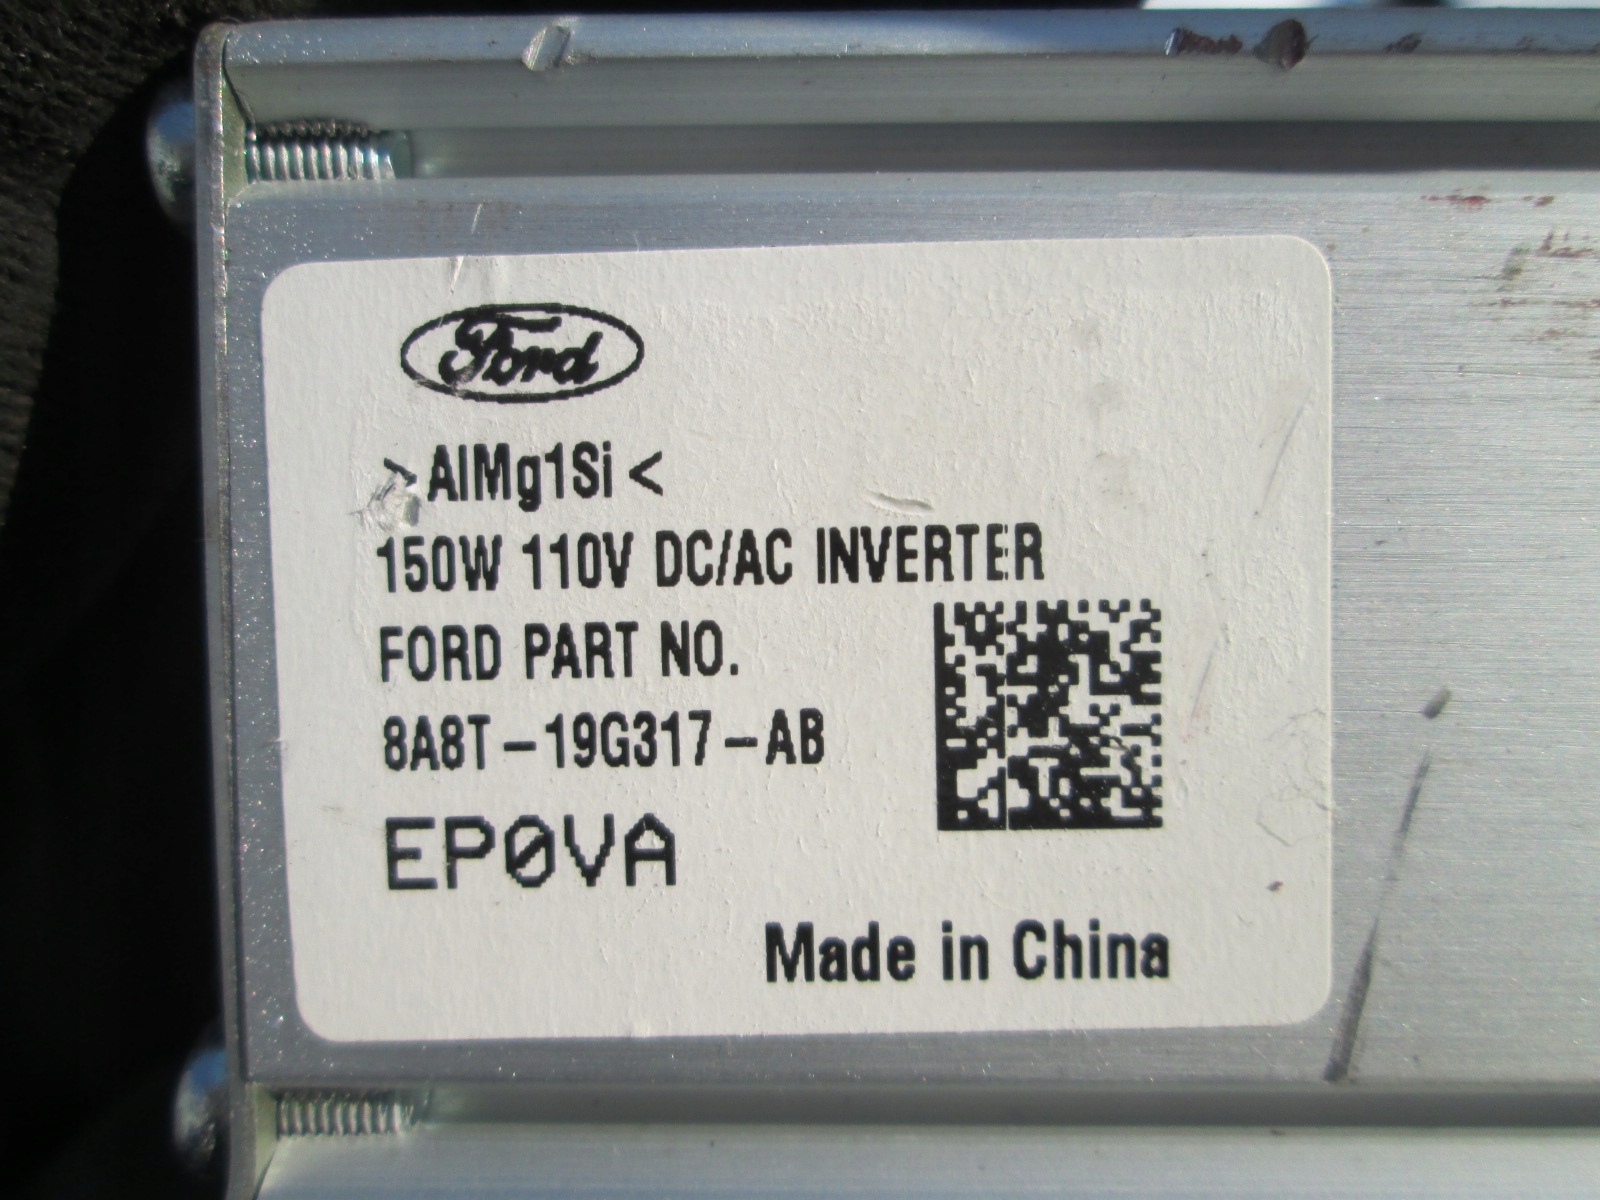 Ford
>AlMg1Si<
150W 110V DC/AC INVERTER
FORD PART NO.
8A8T-19G317-AB
EP0VA
Made in China